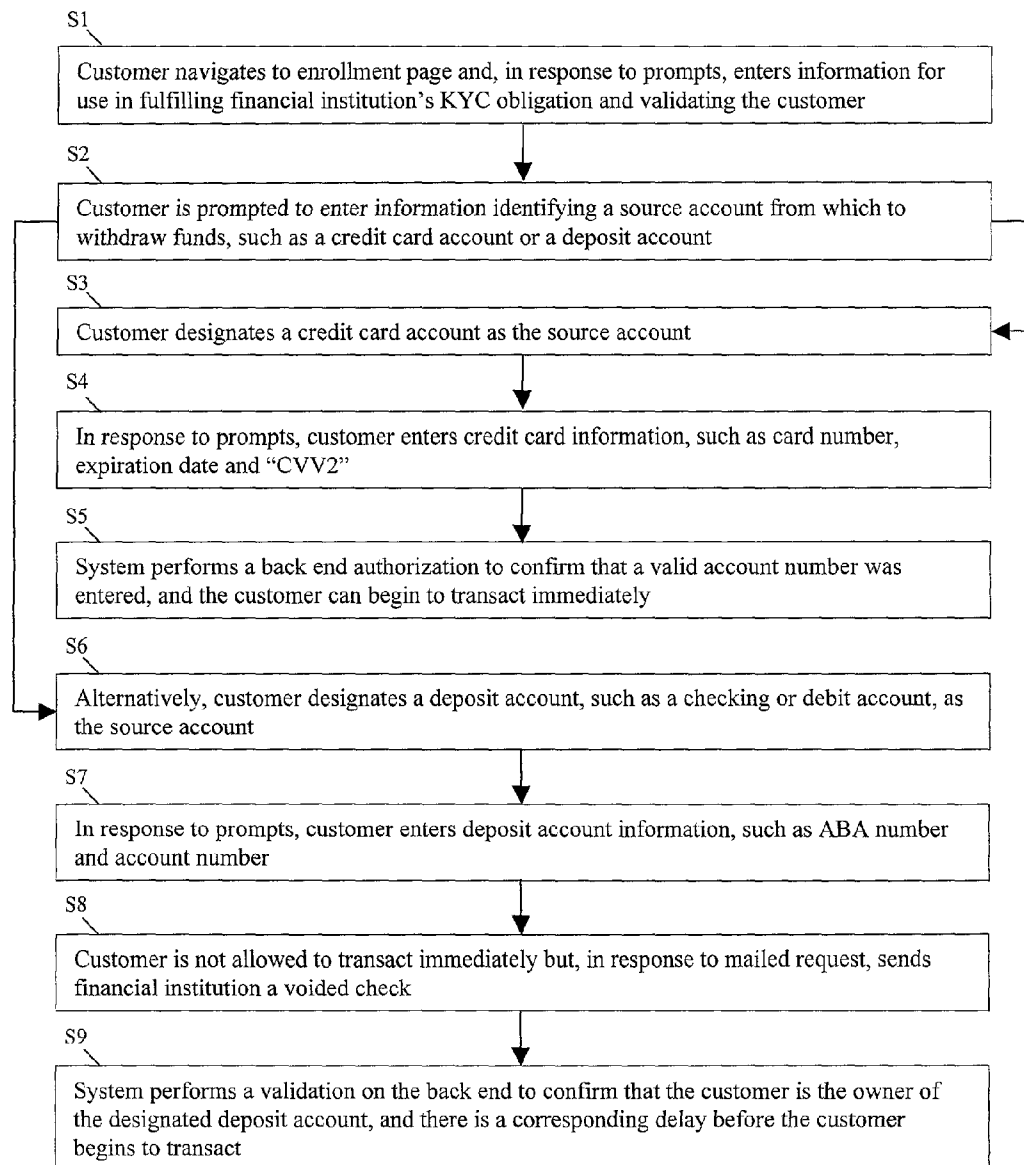 S1
Customer navigates to enrollment page and, in response to prompts, enters information for
use in fulfilling financial institution's KYC obligation and validating the customer
S2
Customer is prompted to enter information identifying a source account from which to
withdraw funds, such as a credit card account or a deposit account
S3
Customer designates a credit card account as the source account
S4
In response to prompts, customer enters credit card information, such as card number,
expiration date and “CVV2”
S5
System performs a back end authorization to confirm that a valid account number was
entered, and the customer can begin to transact immediately
S6
Alternatively, customer designates a deposit account, such as a checking or debit account, as
the source account
S7
In response to prompts, customer enters deposit account information, such as ABA number
and account number
S8
Customer is not allowed to transact immediately but, in response to mailed request, sends
financial institution a voided check
S9
System performs a validation on the back end to confirm that the customer is the owner of
the designated deposit account, and there is a corresponding delay before the customer
begins to transact